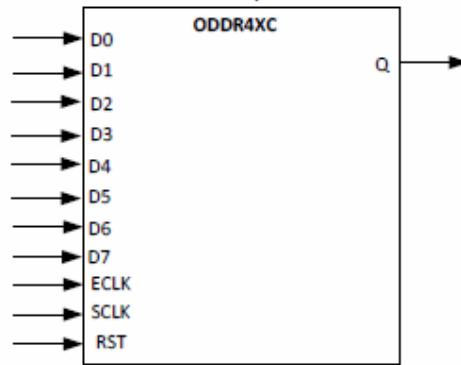 ODDR4XC
D0
Q
D1
D2
D3
D4
D5
D6
D7
ECLK
SCLK
RST